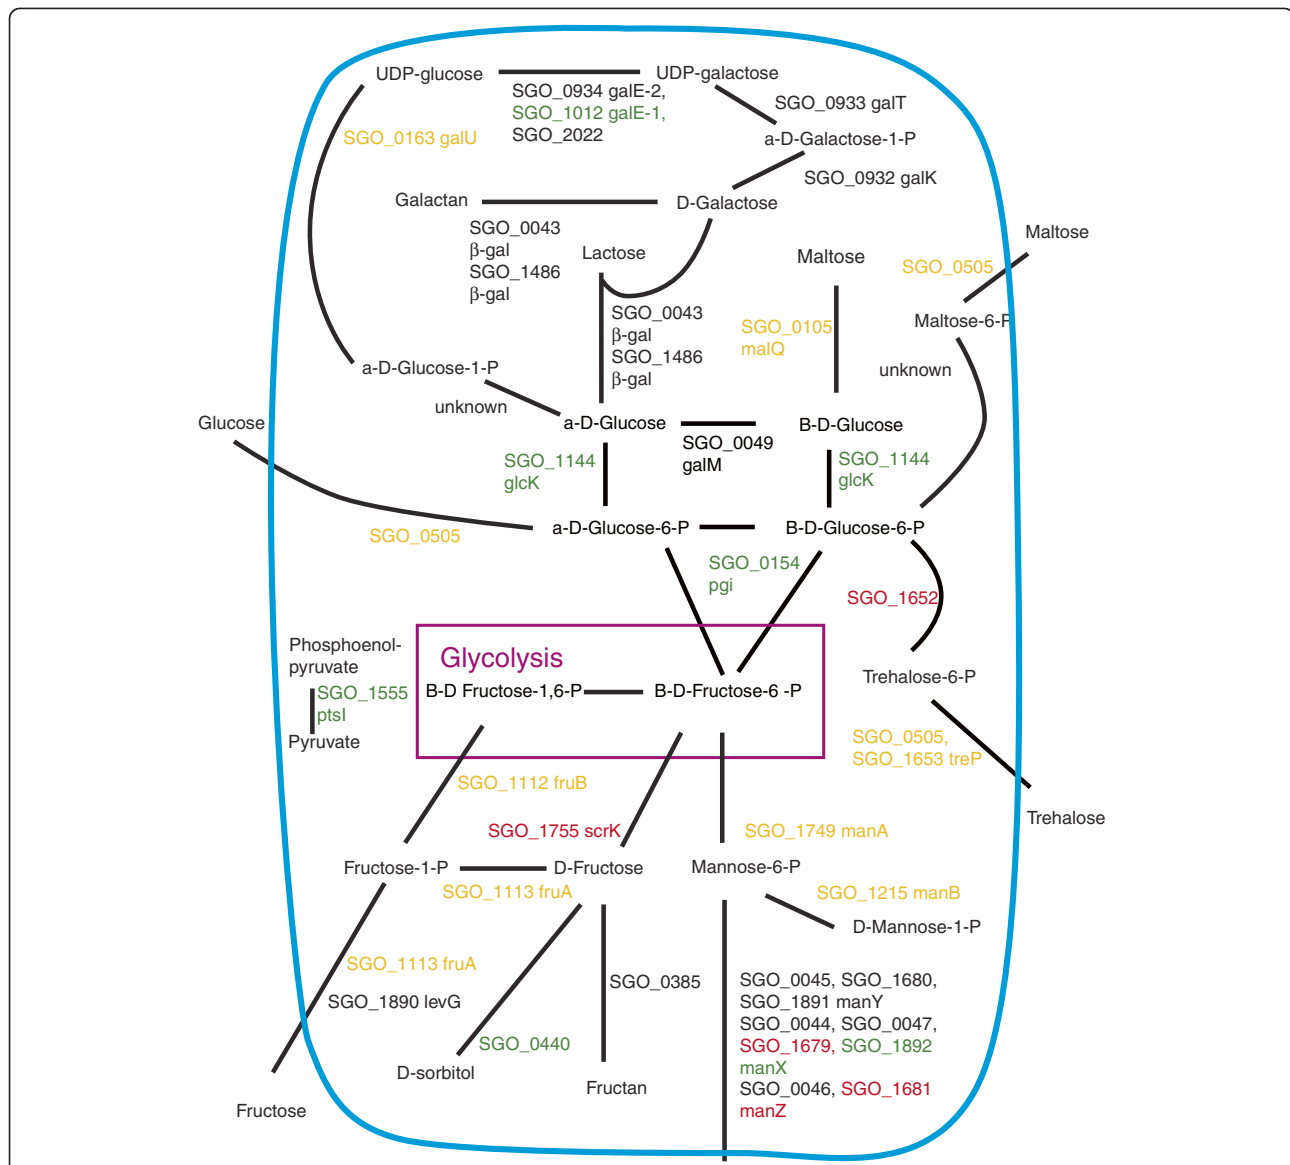 UDP-glucose
UDP-galactose
SGO_0934 galE-2,
SGO_1012 galE-1,
SGO_2022
SGO_0933 galT
SGO_0163 galU
a-D-Galactose-1-P
SGO_0932 galK
Galactan
D-Galactose
SGO_0043
β-gal
SGO_1486
β-gal
Lactose
Maltose
Maltose
SGO_0505
SGO_0043
β-gal
SGO_1486
β-gal
SGO_0105
malQ
Maltose-6-P
a-D-Glucose-1-P
unknown
unknown
Glucose
a-D-Glucose
B-D-Glucose
SGO_0049
galM
SGO_1144
glcK
SGO_1144
glcK
a-D-Glucose-6-P
B-D-Glucose-6-P
SGO_0505
SGO_0154
pgi
SGO_1652
Phosphoenol-
pyruvate
Glycolysis
Trehalose-6-P
SGO_1555
ptsI
B-D Fructose-1,6-P
B-D-Fructose-6 -P
Pyruvate
SGO_0505,
SGO_1653 treP
SGO_1112 fruB
Trehalose
SGO_1755 scrK
SGO_1749 manA
Fructose-1-P
D-Fructose
Mannose-6-P
SGO_1113 fruA
SGO_1215 manB
D-Mannose-1-P
SGO_1113 fruA
SGO_1890 levG
SGO_0385
SGO_0045, SGO_1680,
SGO_1891 manY
SGO_0044, SGO_0047,
SGO_1679, SGO_1892
manX
SGO_0046, SGO_1681
manZ
SGO_0440
D-sorbitol
Fructan
Fructose